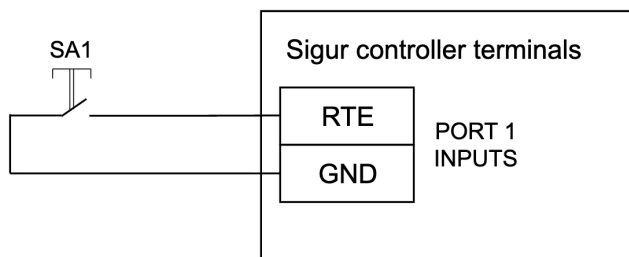 SA1
Sigur controller terminals
RTE
GND
PORT 1
INPUTS